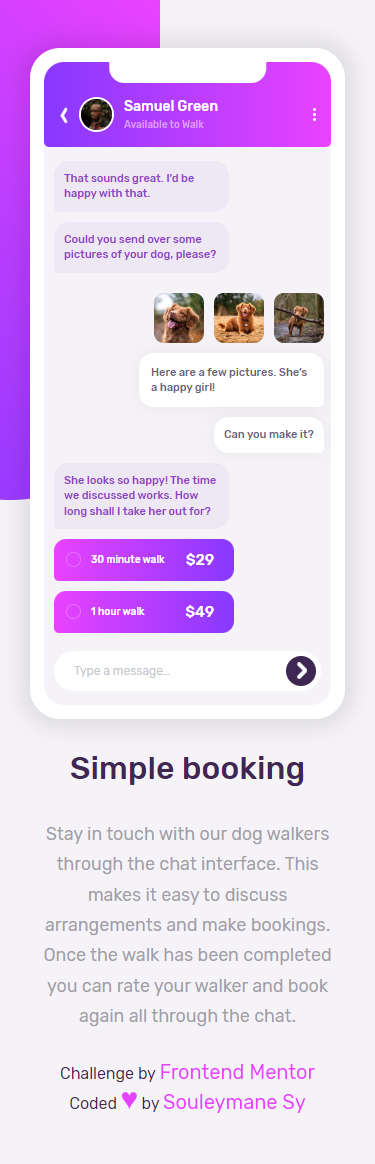 Samuel Green
Available to Walk
That sounds great. I'd be
happy with that.
Could you send over some
pictures of your dog, please?
Here are a few pictures. She's
a happy girl!
Can you make it?
She looks so happy! The time
we discussed works. How
long shall I take her out for?
30 minute walk $29
1 hour walk $49
Type a message...
Simple booking
Stay in touch with our dog walkers
through the chat interface. This
makes it easy to discuss
arrangements and make bookings.
Once the walk has been completed
you can rate your walker and book
again all through the chat.
Challenge by Frontend Mentor
Coded ♥ by Souleymane Sy